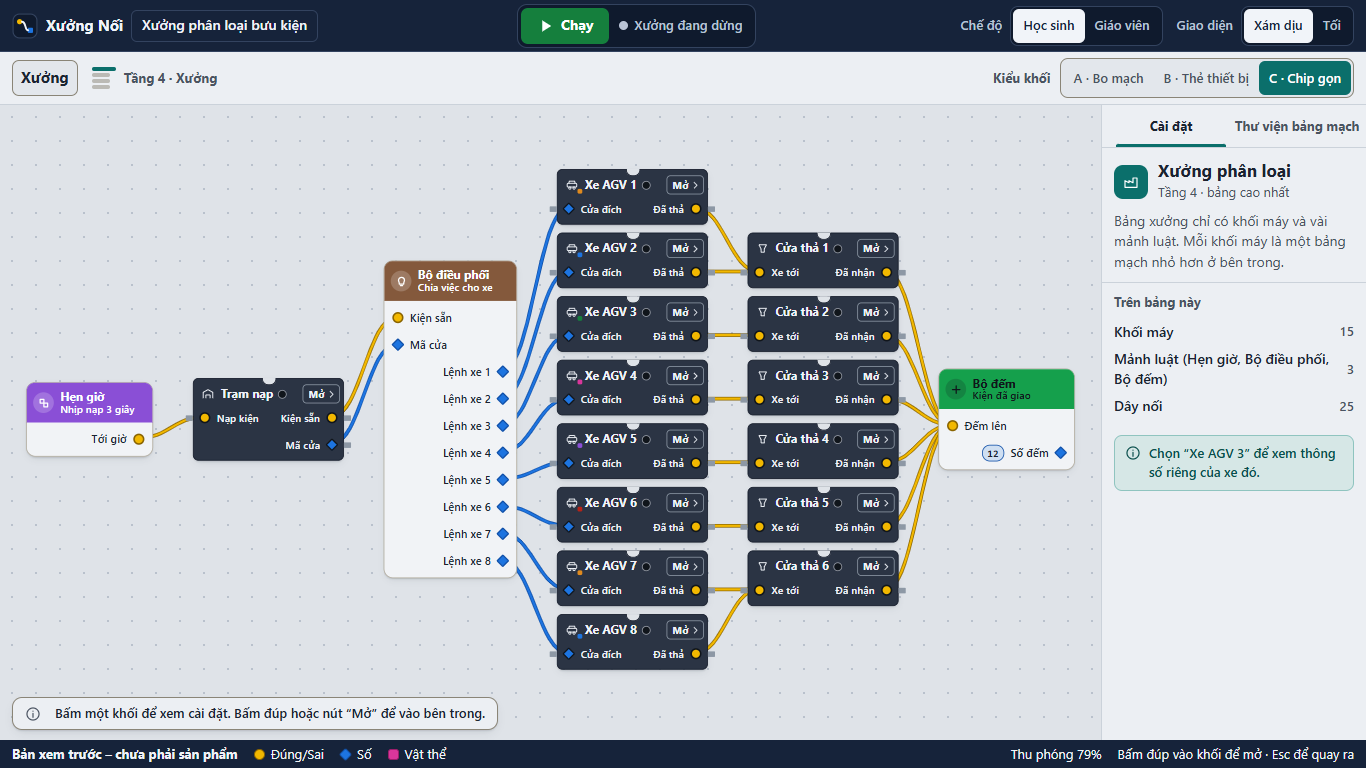 Xưởng Nối
Xưởng phân loại bưu kiện
Chạy
Xưởng đang dừng
Chế độ
Học sinh
Giáo viên
Giao diện
Xám dịu
Tối
Xưởng
Tầng 4 · Xưởng
Kiểu khối
A · Bo mạch
B · Thẻ thiết bị
C · Chip gọn
Hẹn giờ
Nhịp nạp 3 giây
Tới giờ
Trạm nạp
Mở
Nạp kiện
Kiện sẵn
Mã cửa
Bộ điều phối
Chia việc cho xe
Kiện sẵn
Mã cửa
Lệnh xe 1
Lệnh xe 2
Lệnh xe 3
Lệnh xe 4
Lệnh xe 5
Lệnh xe 6
Lệnh xe 7
Lệnh xe 8
Xe AGV 1
Mở
Cửa đích
Đã thả
Xe AGV 2
Mở
Cửa đích
Đã thả
Xe AGV 3
Mở
Cửa đích
Đã thả
Xe AGV 4
Mở
Cửa đích
Đã thả
Xe AGV 5
Mở
Cửa đích
Đã thả
Xe AGV 6
Mở
Cửa đích
Đã thả
Xe AGV 7
Mở
Cửa đích
Đã thả
Xe AGV 8
Mở
Cửa đích
Đã thả
Cửa thả 1
Mở
Xe tới
Đã nhận
Cửa thả 2
Mở
Xe tới
Đã nhận
Cửa thả 3
Mở
Xe tới
Đã nhận
Cửa thả 4
Mở
Xe tới
Đã nhận
Cửa thả 5
Mở
Xe tới
Đã nhận
Cửa thả 6
Mở
Xe tới
Đã nhận
Bộ đếm
Kiện đã giao
Đếm lên
12
Số đếm
Cài đặt
Thư viện bảng mạch
Xưởng phân loại
Tầng 4 · bảng cao nhất
Bảng xưởng chỉ có khối máy và vài
mảnh luật. Mỗi khối máy là một bảng
mạch nhỏ hơn ở bên trong.
Trên bảng này
Khối máy 15
Mảnh luật (Hẹn giờ, Bộ điều phối,
Bộ đếm) 3
Dây nối 25
Chọn “Xe AGV 3” để xem thông
số riêng của xe đó.
Bấm một khối để xem cài đặt. Bấm đúp hoặc nút “Mở” để vào bên trong.
Bản xem trước – chưa phải sản phẩm
Đúng/Sai
Số
Vật thể
Thu phóng 79%
Bấm đúp vào khối để mở · Esc để quay ra